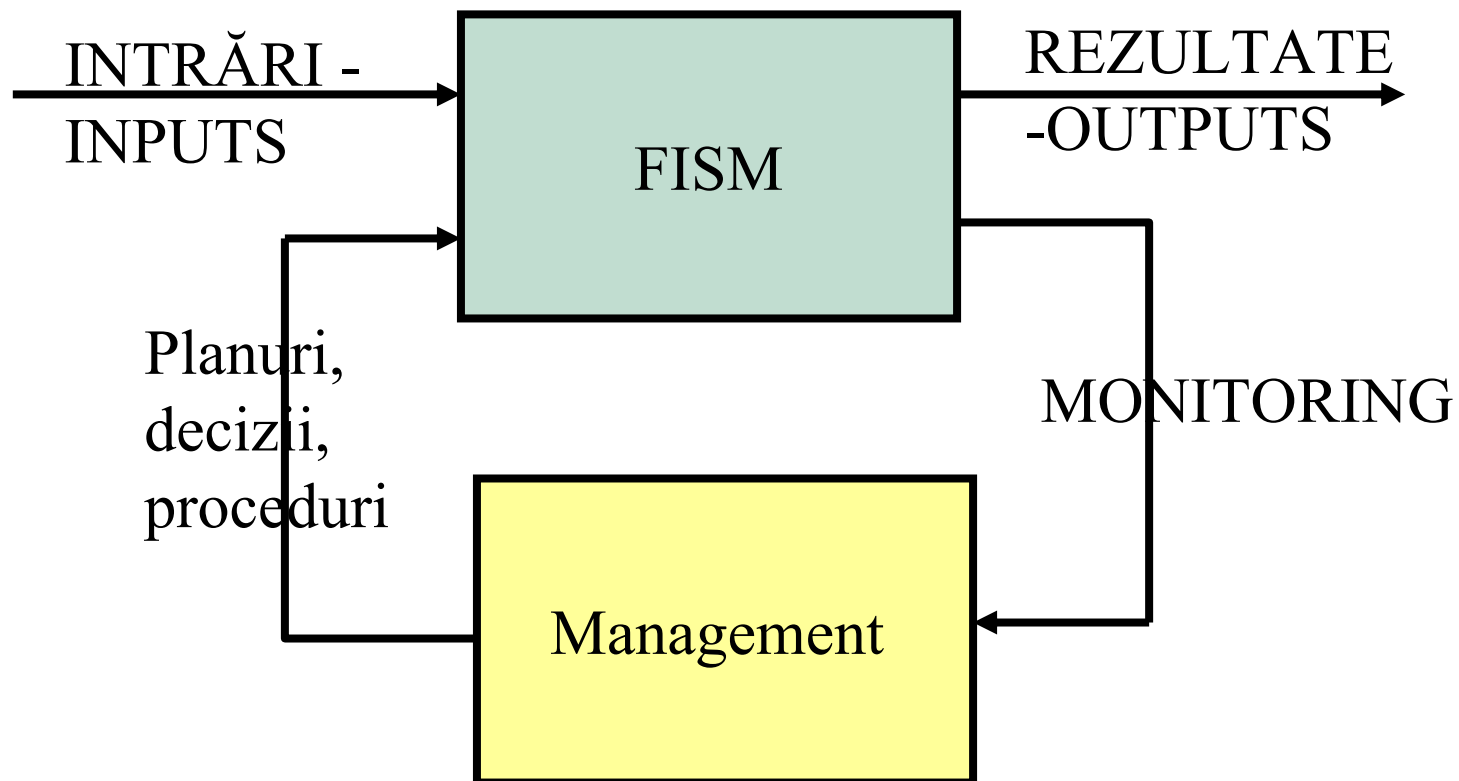 INTRĂRI -
INPUTS
FISM
REZULTATE
-OUTPUTS
Planuri,
decizii,
proceduri
MONITORING
Management